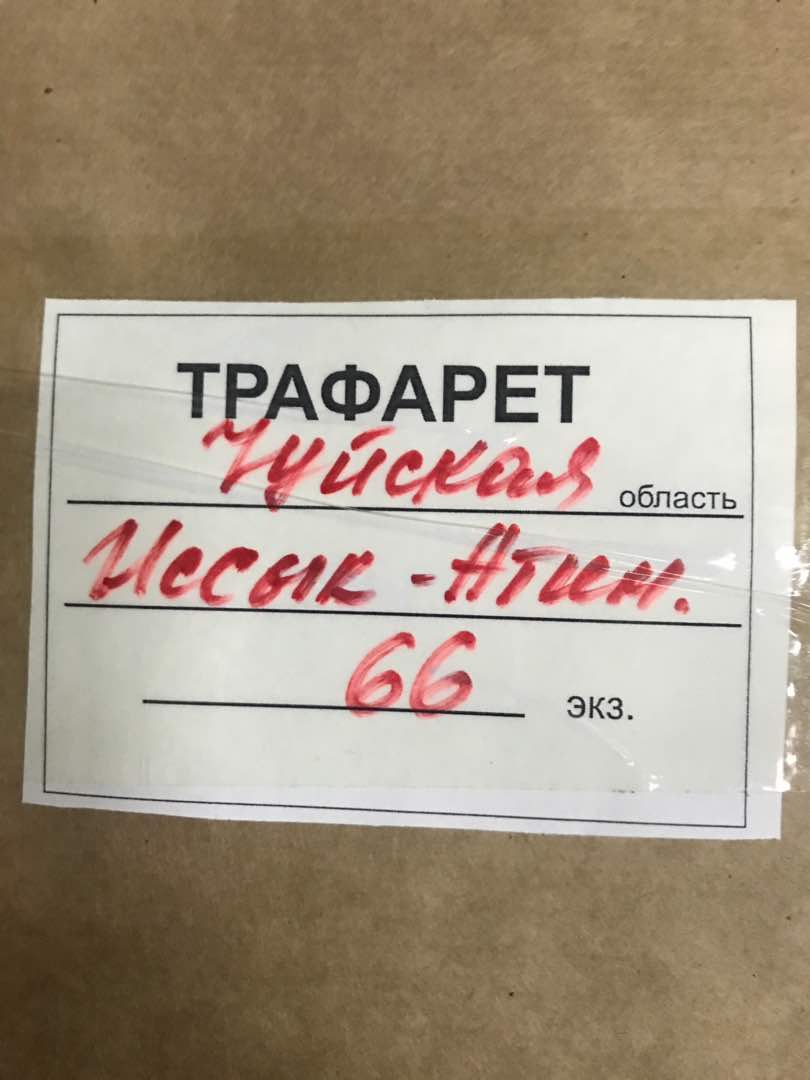 ТРАФАРЕТ
Чуйская область
Иссык-Атин.
66 экз.